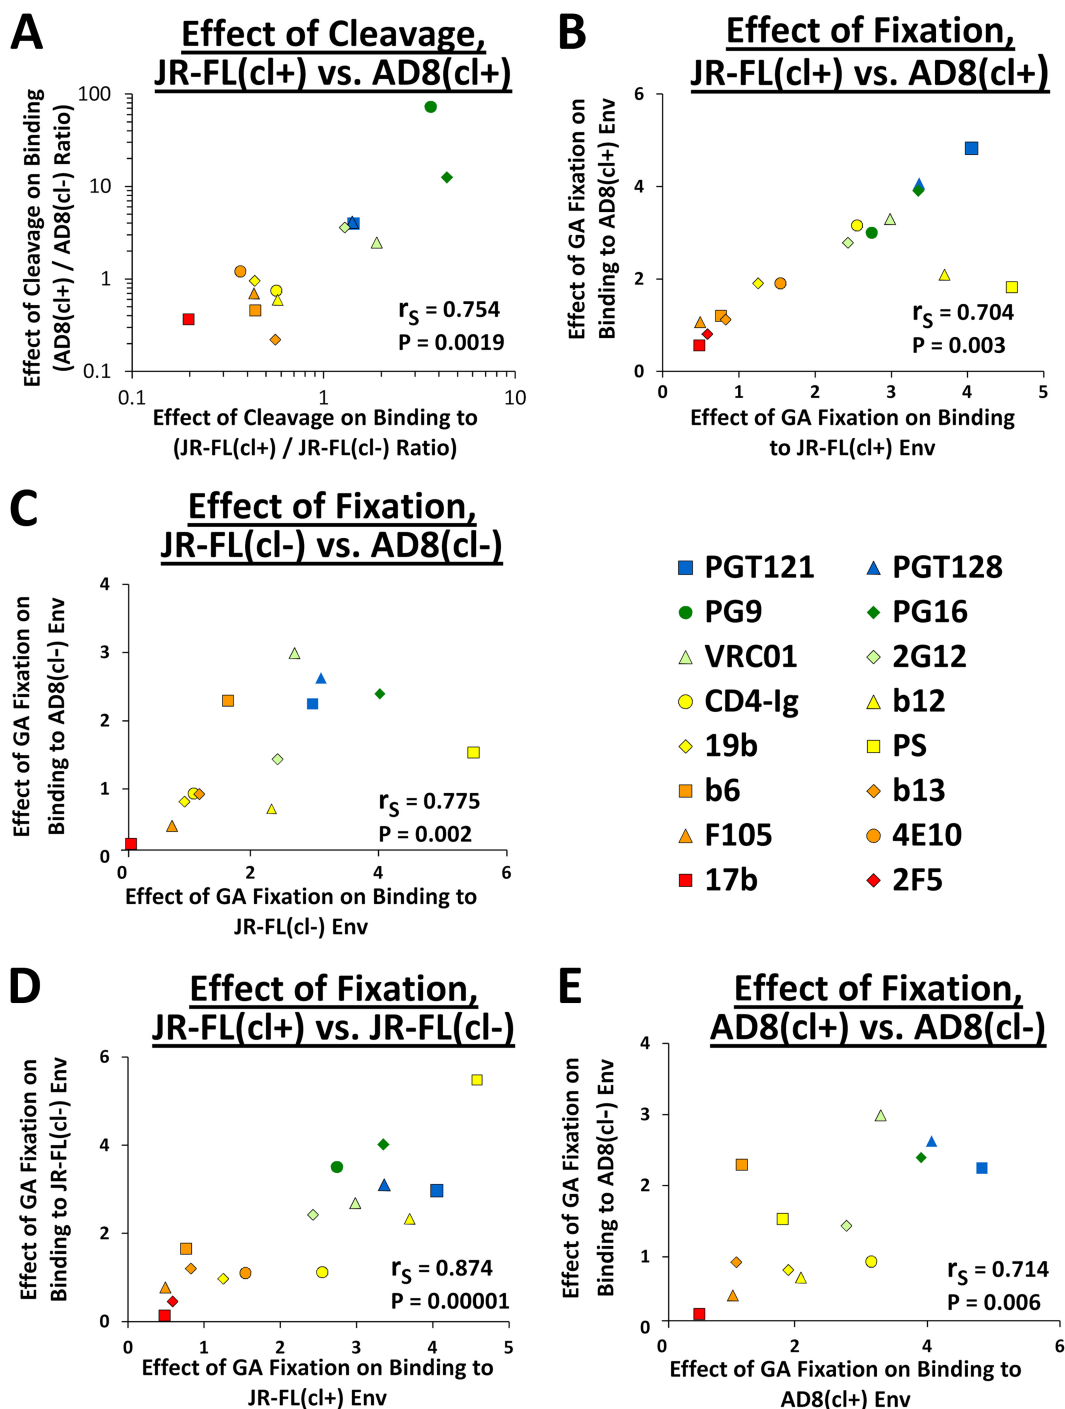 A
Effect of Cleavage,
JR-FL(cl+) vs. AD8(cl+)
Effect of Cleavage on Binding
(AD8(cl+) / AD8(cl-) Ratio)
100
10
1
0.1
rS = 0.754
P = 0.0019
0.1
1
10
Effect of Cleavage on Binding to
(JR-FL(cl+) / JR-FL(cl-) Ratio)
B
Effect of Fixation,
JR-FL(cl+) vs. AD8(cl+)
Effect of GA Fixation on
Binding to AD8(cl+) Env
6
4
2
0
rS = 0.704
P = 0.003
0
1
2
3
4
5
Effect of GA Fixation on Binding
to JR-FL(cl+) Env
C
Effect of Fixation,
JR-FL(cl-) vs. AD8(cl-)
Effect of GA Fixation on
Binding to AD8(cl-) Env
4
3
2
1
0
rS = 0.775
P = 0.002
0
2
4
6
Effect of GA Fixation on Binding to
JR-FL(cl-) Env
PGT121
PGT128
PG9
PG16
VRC01
2G12
CD4-Ig
b12
19b
PS
b6
b13
F105
4E10
17b
2F5
D
Effect of Fixation,
JR-FL(cl+) vs. JR-FL(cl-)
Effect of GA Fixation on
Binding to JR-FL(cl-) Env
6
4
2
0
rS = 0.874
P = 0.00001
0
1
2
3
4
5
Effect of GA Fixation on Binding to
JR-FL(cl+) Env
E
Effect of Fixation,
AD8(cl+) vs. AD8(cl-)
Effect of GA Fixation on
Binding to AD8(cl-) Env
4
3
2
1
0
rS = 0.714
P = 0.006
0
2
4
6
Effect of GA Fixation on Binding to
AD8(cl+) Env